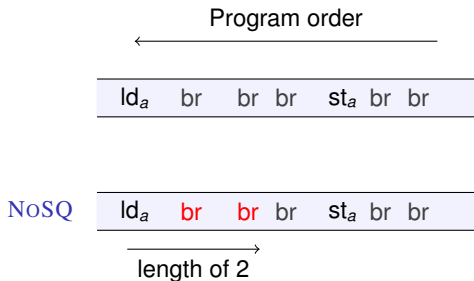 Program order
ld_a br br br st_a br br
NOSQ ld_a br br br st_a br br
length of 2